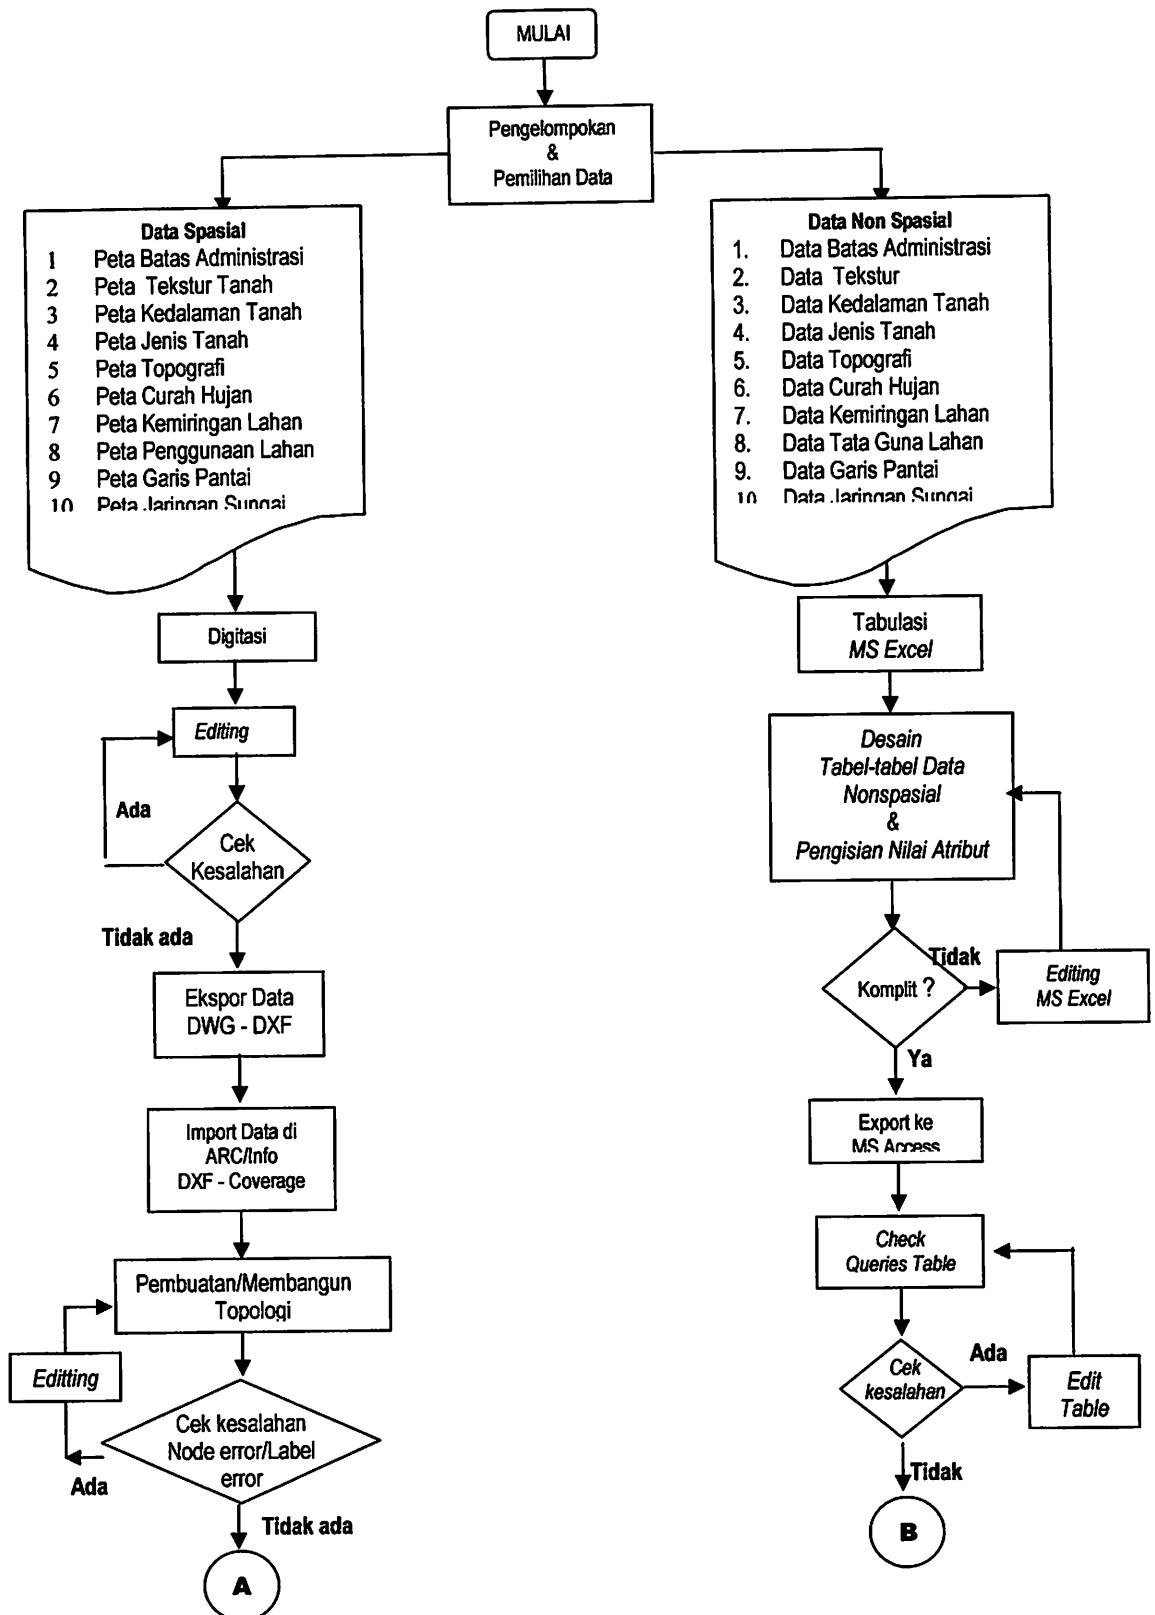 MULAI
Pengelompokan
&
Pemilihan Data
Data Spasial
1 Peta Batas Administrasi
2 Peta Tekstur Tanah
3 Peta Kedalaman Tanah
4 Peta Jenis Tanah
5 Peta Topografi
6 Peta Curah Hujan
7 Peta Kemiringan Lahan
8 Peta Penggunaan Lahan
9 Peta Garis Pantai
10 Peta Jaringan Sungai
Digitasi
Editing
Ada
Cek
Kesalahan
Tidak ada
Ekspor Data
DWG - DXF
Import Data di
ARC/Info
DXF - Coverage
Pembuatan/Membangun
Topologi
Editting
Cek kesalahan
Node error/Label
error
Ada
Tidak ada
A
Data Non Spasial
1. Data Batas Administrasi
2. Data Tekstur
3. Data Kedalaman Tanah
4. Data Jenis Tanah
5. Data Topografi
6. Data Curah Hujan
7. Data Kemiringan Lahan
8. Data Tata Guna Lahan
9. Data Garis Pantai
10 Data Jaringan Sungai
Tabulasi
MS Excel
Desain
Tabel-tabel Data
Nonspasial
&
Pengisian Nilai Atribut
Tidak
Komplit ?
Editing
MS Excel
Ya
Export ke
MS Access
Check
Queries Table
Cek
kesalahan
Ada
Edit
Table
Tidak
B